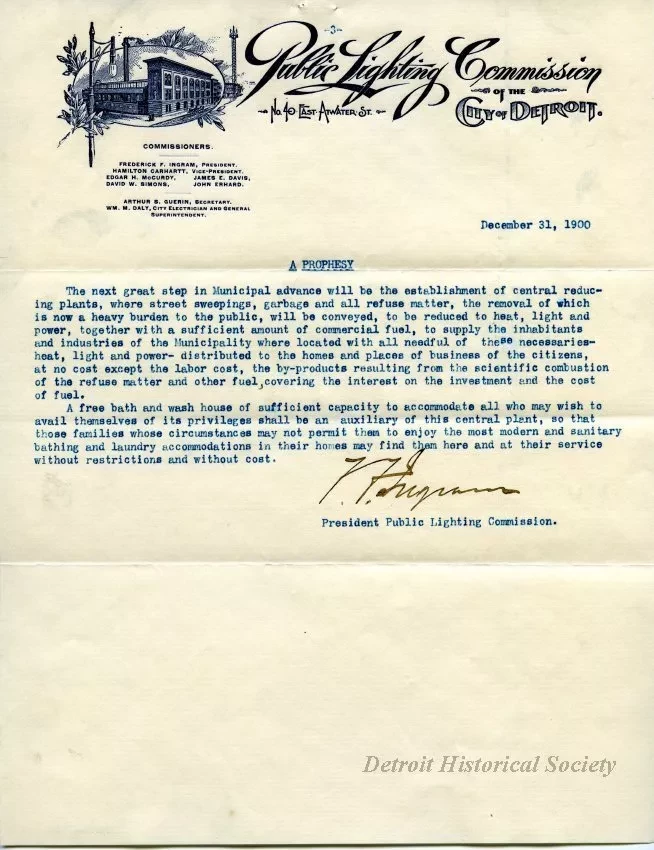 -3-
Public Lighting Commission
OF THE
No. 40 East Atwater St.
City of Detroit.
COMMISSIONERS.
FREDERICK F. INGRAM, PRESIDENT.
HAMILTON CARHARTT, VICE-PRESIDENT.
EDGAR H. McCURDY, JAMES E. DAVIS,
DAVID W. SIMONS, JOHN ERHARD.
ARTHUR S. GUERIN, SECRETARY.
WM. M. DALY, CITY ELECTRICIAN AND GENERAL
SUPERINTENDENT.
December 31, 1900
A PROPHESY
The next great step in Municipal advance will be the establishment of central reduc-
ing plants, where street sweepings, garbage and all refuse matter, the removal of which
is now a heavy burden to the public, will be conveyed, to be reduced to heat, light and
power, together with a sufficient amount of commercial fuel, to supply the inhabitants
and industries of the Municipality where located with all needful of these necessaries-
heat, light and power- distributed to the homes and places of business of the citizens,
at no cost except the labor cost, the by-products resulting from the scientific combustion
of the refuse matter and other fuel, covering the interest on the investment and the cost
of fuel.
A free bath and wash house of sufficient capacity to accommodate all who may wish to
avail themselves of its privileges shall be an auxiliary of this central plant, so that
those families whose circumstances may not permit them to enjoy the most modern and sanitary
bathing and laundry accommodations in their homes may find them here and at their service
without restrictions and without cost.
F. F. Ingram
President Public Lighting Commission.
Detroit Historical Society